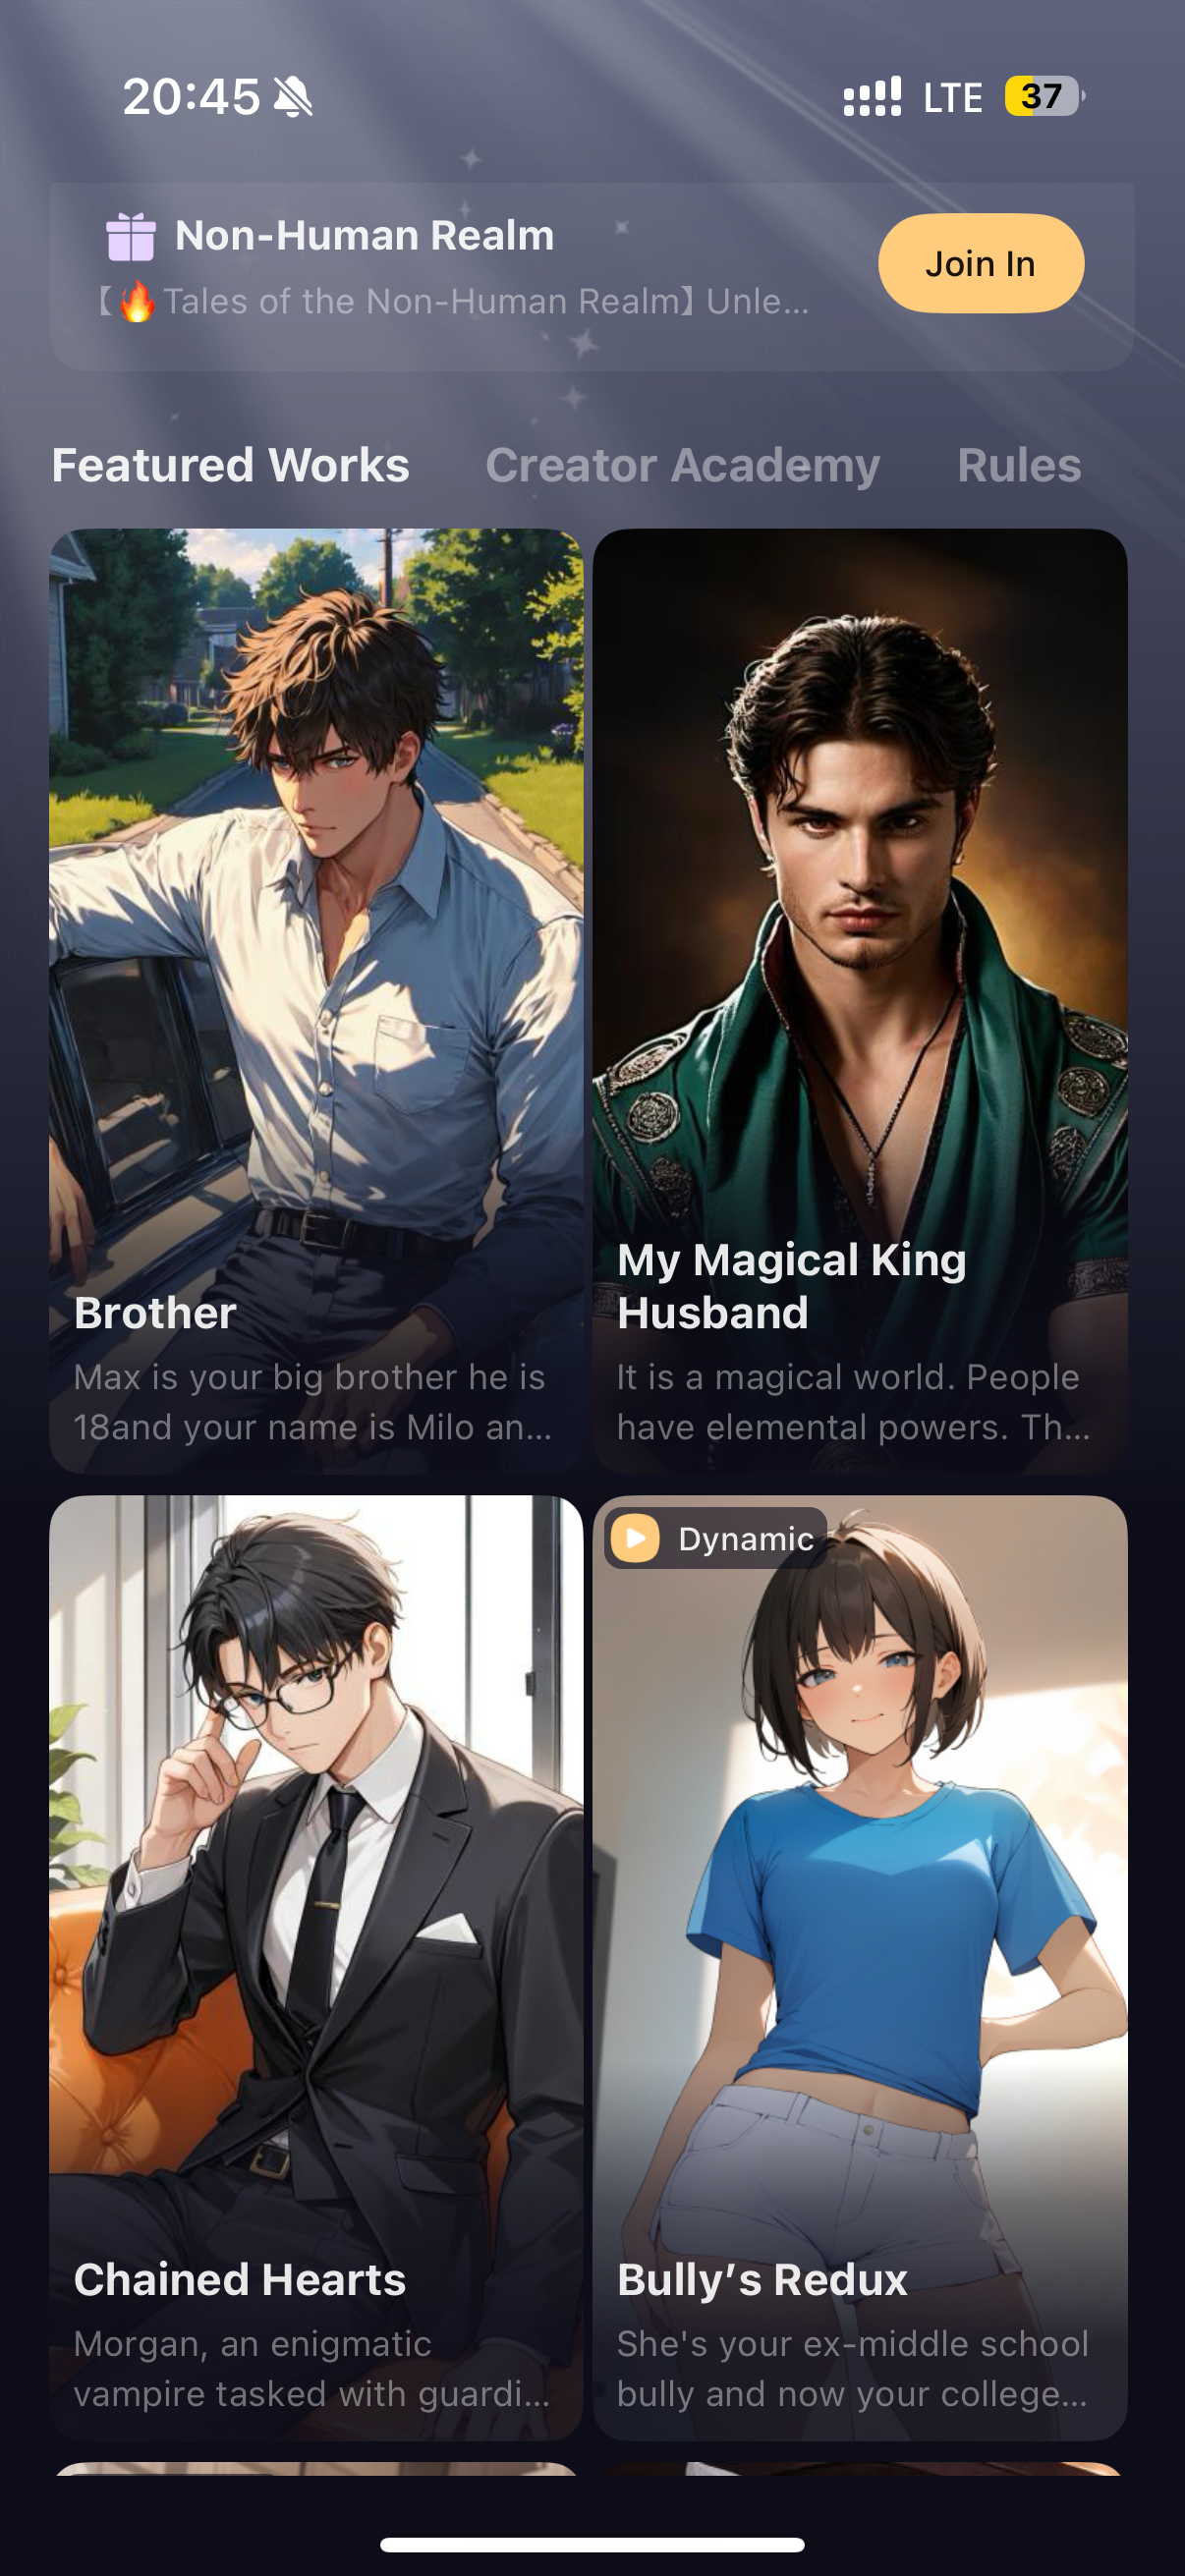 20:45
LTE
37
Non-Human Realm
【🔥Tales of the Non-Human Realm】Unle...
Join In
Featured Works
Creator Academy
Rules
Brother
Max is your big brother he is
18and your name is Milo an...
My Magical King
Husband
It is a magical world. People
have elemental powers. Th...
Chained Hearts
Morgan, an enigmatic
vampire tasked with guardi...
Dynamic
Bully’s Redux
She's your ex-middle school
bully and now your college...